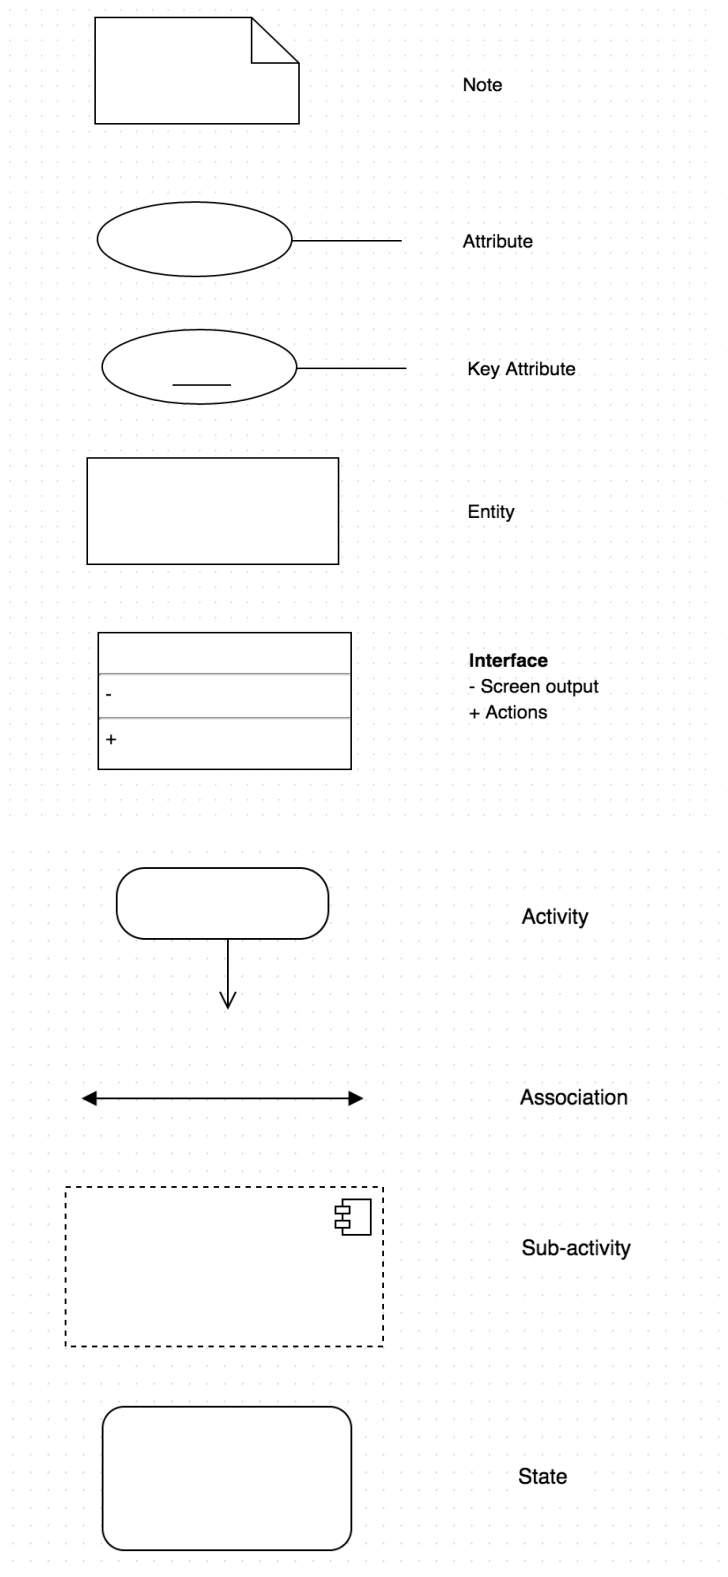 Note
Attribute
Key Attribute
Entity
Interface
- Screen output
+ Actions
-
+
Activity
Association
Sub-activity
State